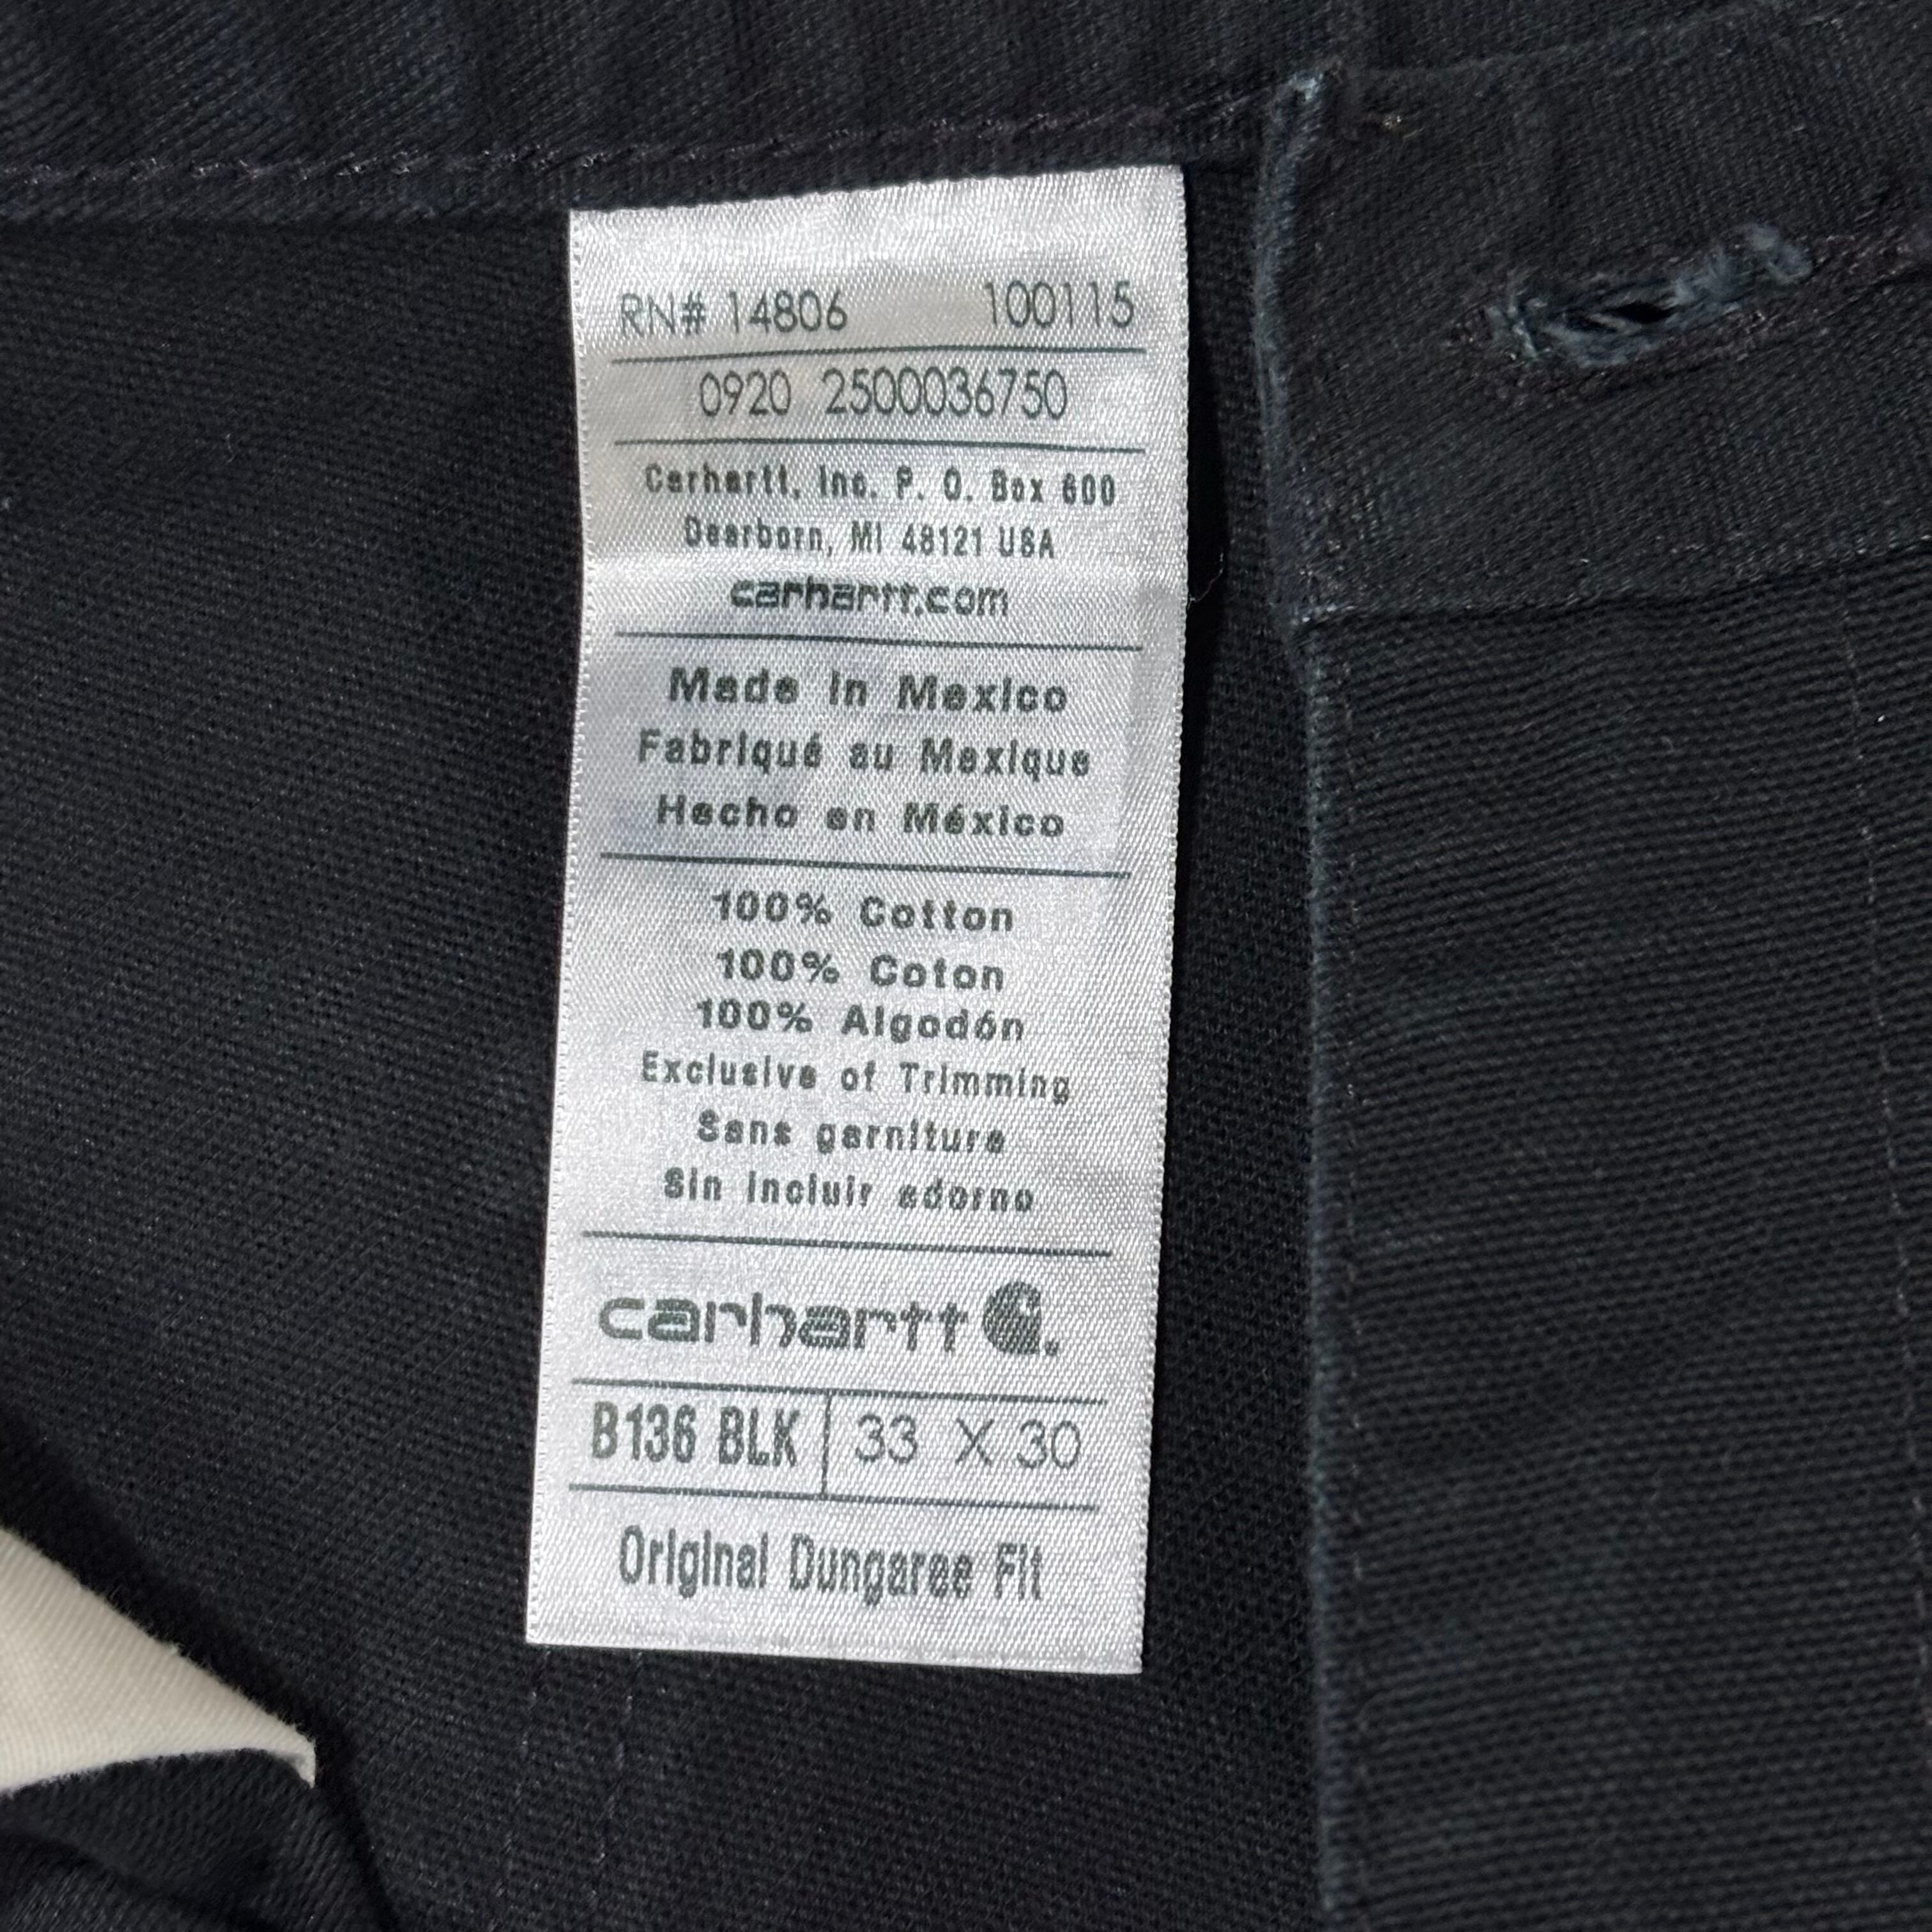 RN# 14806 100115
0920 2500036750
Carhartt, Inc. P. O. Box 600
Dearborn, MI 48121 USA
carhartt.com
Made in Mexico
Fabriqué au Mexique
Hecho en México
100% Cotton
100% Coton
100% Algodón
Exclusive of Trimming
Sans garniture
Sin incluir adorno
carhartt
B136 BLK 33 X 30
Original Dungaree Fit